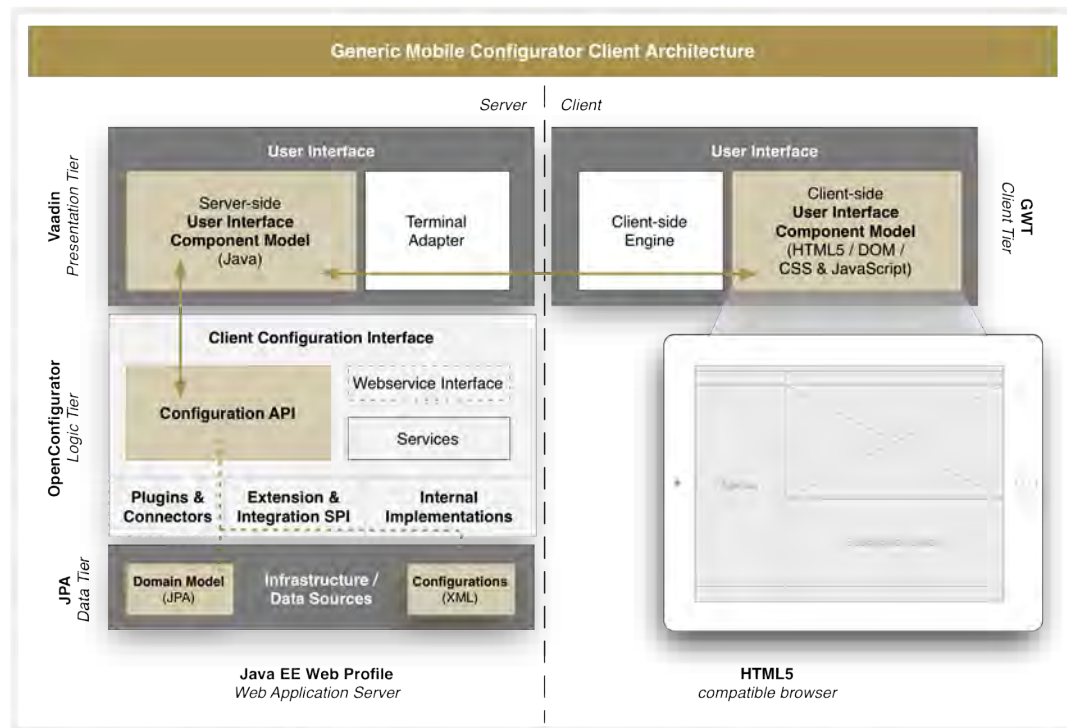 Generic Mobile Configurator Client Architecture
Server
Client
Vaadin
Presentation Tier
User Interface
Server-side
User Interface
Component Model
(Java)
Terminal
Adapter
User Interface
Client-side
Engine
Client-side
User Interface
Component Model
(HTML5 / DOM /
CSS & JavaScript)
GWT
Client Tier
OpenConfigurator
Logic Tier
Client Configuration Interface
Configuration API
Webservice Interface
Services
Plugins &
Connectors
Extension &
Integration SPI
Internal
Implementations
JPA
Data Tier
Domain Model
(JPA)
Infrastructure /
Data Sources
Configurations
(XML)
Java EE Web Profile
Web Application Server
HTML5
compatible browser